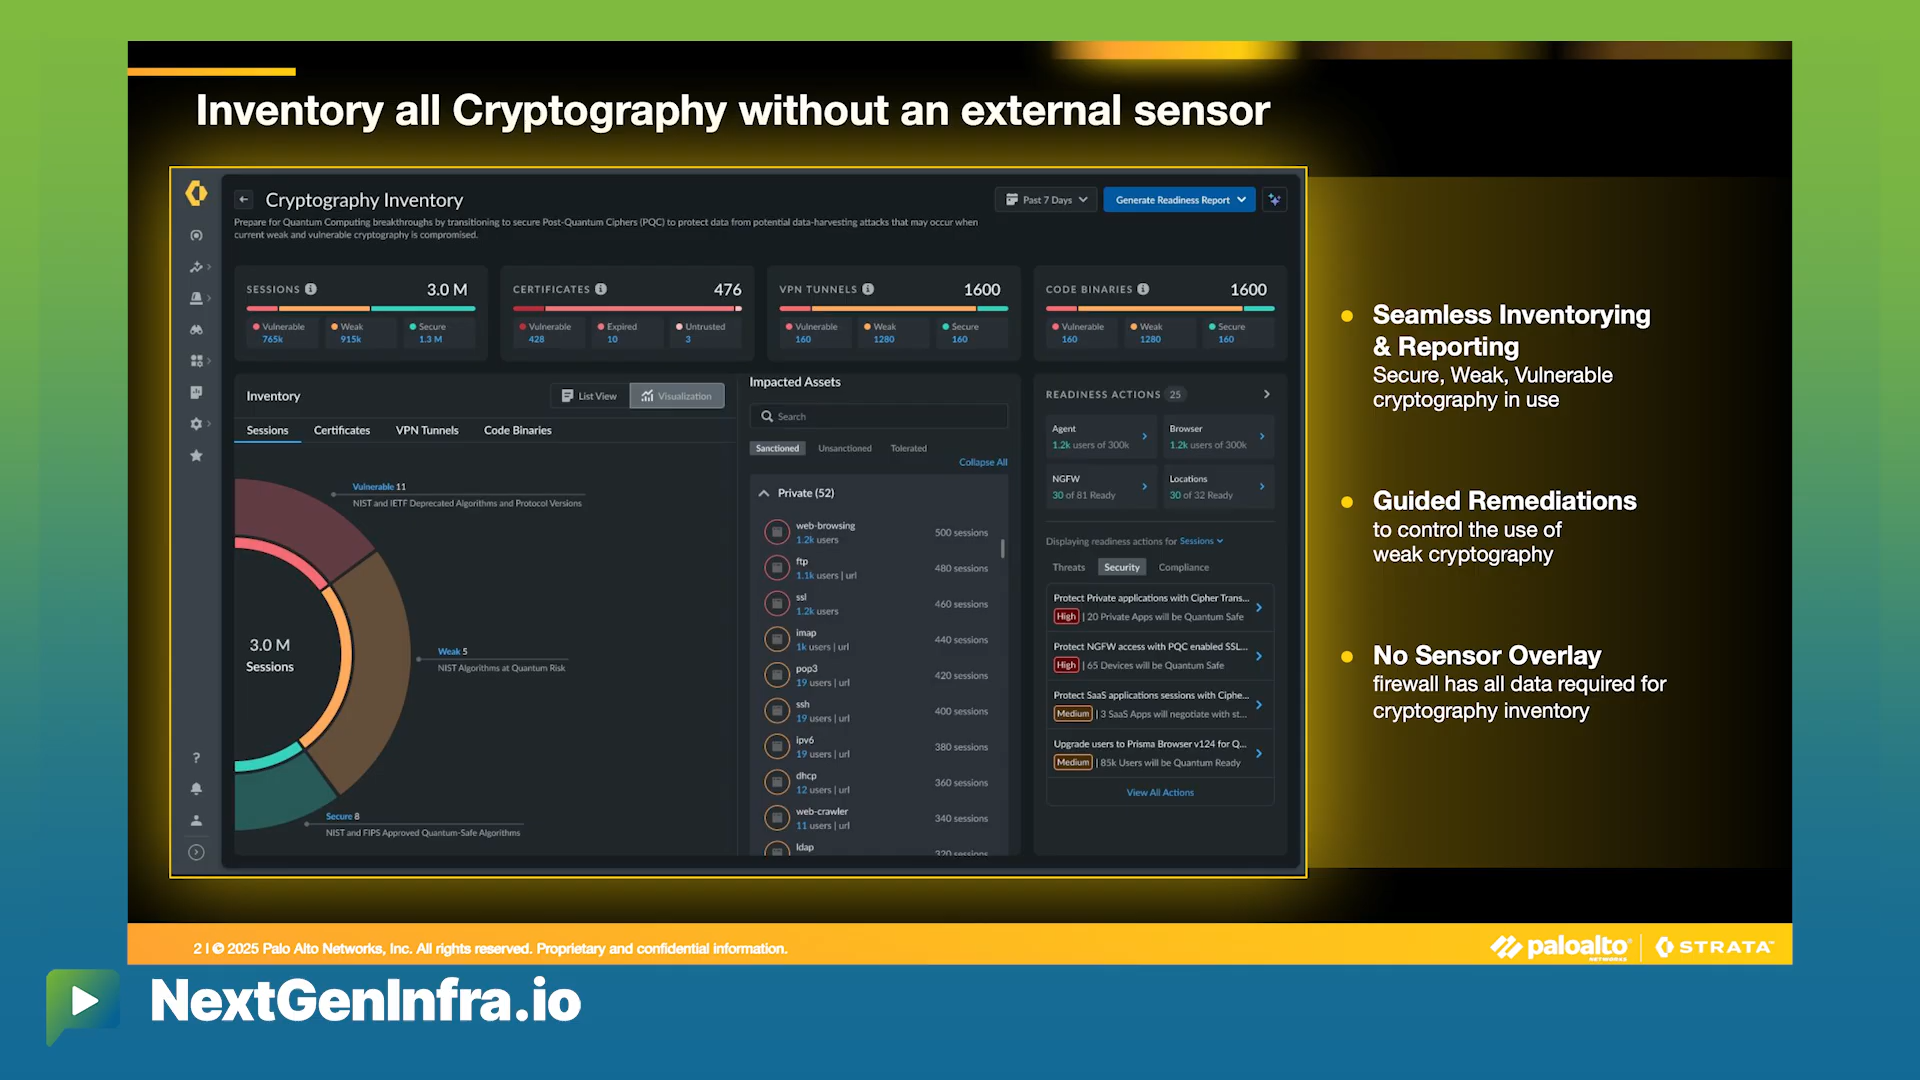 Inventory all Cryptography without an external sensor
Cryptography Inventory
Prepare for Quantum Computing breakthroughs by transitioning to secure Post-Quantum Ciphers (PQC) to protect data from potential data-harvesting attacks that may occur when
current weak and vulnerable cryptography is compromised.
Past 7 Days
Generate Readiness Report
SESSIONS
3.0 M
Vulnerable
765k
Weak
915k
Secure
1.3 M
CERTIFICATES
476
Vulnerable
428
Expired
10
Untrusted
3
VPN TUNNELS
1600
Vulnerable
160
Weak
1280
Secure
160
CODE BINARIES
1600
Vulnerable
160
Weak
1280
Secure
160
Inventory
List View
Visualization
Sessions
Certificates
VPN Tunnels
Code Binaries
Vulnerable 11
NIST and IETF Deprecated Algorithms and Protocol Versions
3.0 M
Sessions
Weak 5
NIST Algorithms at Quantum Risk
Secure 8
NIST and FIPS Approved Quantum-Safe Algorithms
Impacted Assets
Search
Sanctioned
Unsanctioned
Tolerated
Collapse All
Private (52)
web-browsing
1.2k users
500 sessions
ftp
1.1k users | url
480 sessions
ssl
1.2k users
460 sessions
imap
1k users | url
440 sessions
pop3
19 users | url
420 sessions
ssh
19 users | url
400 sessions
ipv6
19 users | url
380 sessions
dhcp
12 users | url
360 sessions
web-crawler
11 users | url
340 sessions
ldap
320 sessions
READINESS ACTIONS 25
Agent
1.2k users of 300k
Browser
1.2k users of 300k
NGFW
30 of 81 Ready
Locations
30 of 32 Ready
Displaying readiness actions for Sessions
Threats
Security
Compliance
Protect Private applications with Cipher Trans...
High | 20 Private Apps will be Quantum Safe
Protect NGFW access with PQC enabled SSL...
High | 65 Devices will be Quantum Safe
Protect SaaS applications sessions with Ciphe...
Medium | 3 SaaS Apps will negotiate with st...
Upgrade users to Prisma Browser v124 for Q...
Medium | 85k Users will be Quantum Ready
View All Actions
Seamless Inventorying
& Reporting
Secure, Weak, Vulnerable
cryptography in use
Guided Remediations
to control the use of
weak cryptography
No Sensor Overlay
firewall has all data required for
cryptography inventory
2 | © 2025 Palo Alto Networks, Inc. All rights reserved. Proprietary and confidential information.
paloalto
NETWORKS
STRATA
NextGenInfra.io